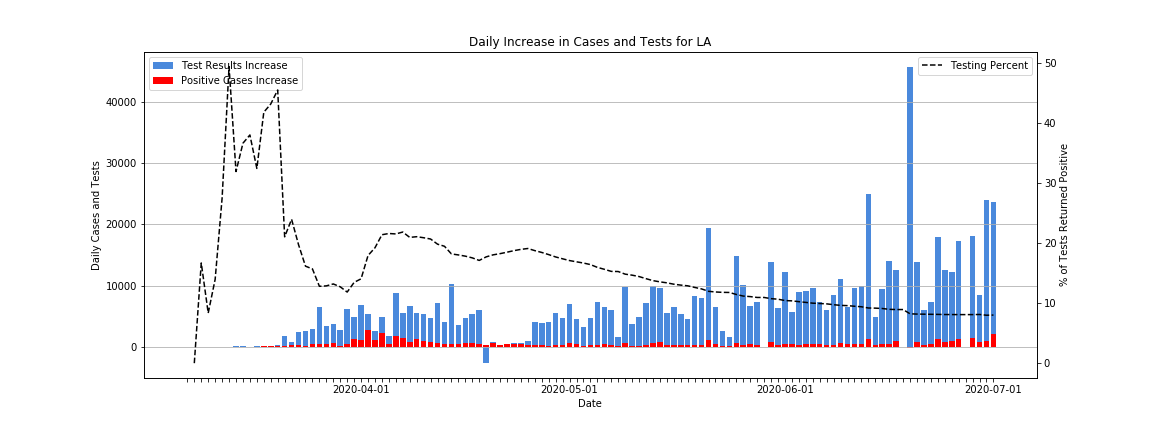 Daily Increase in Cases and Tests for LA
Test Results Increase
Positive Cases Increase
Testing Percent
Daily Cases and Tests
40000
30000
20000
10000
0
50
40
30
20
10
0
% of Tests Returned Positive
2020-04-01
2020-05-01
2020-06-01
2020-07-01
Date